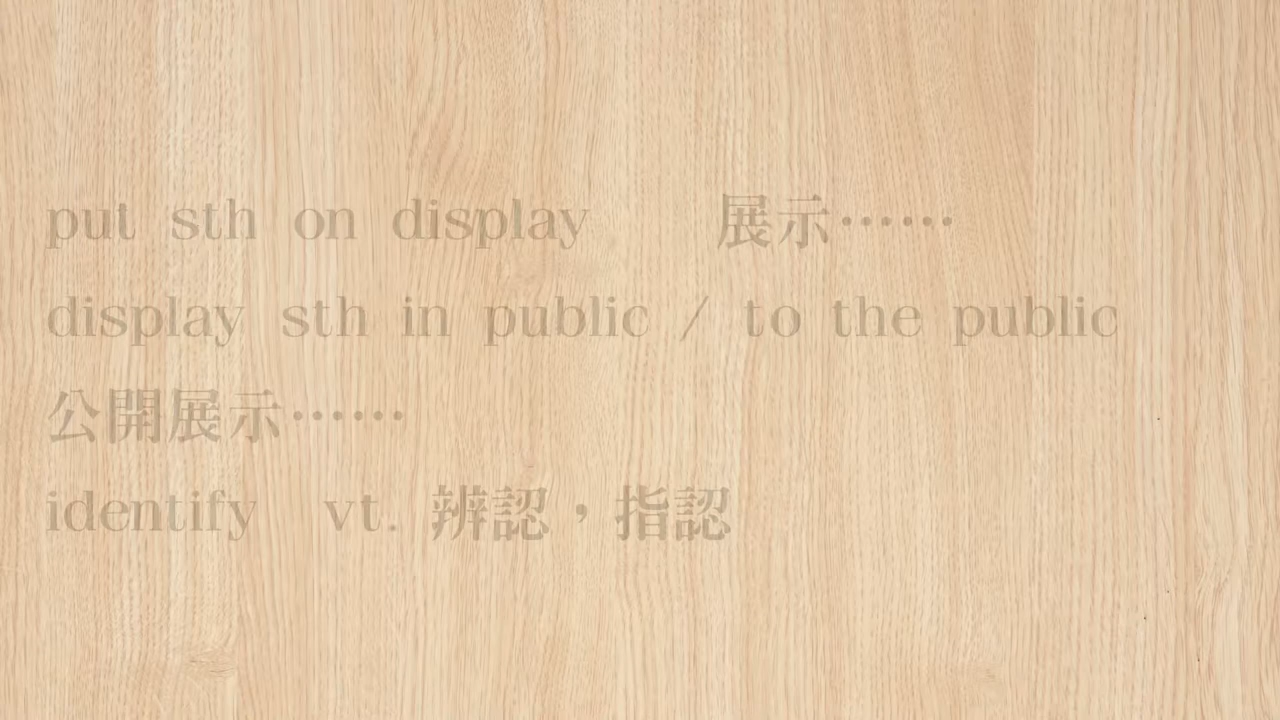 put sth on display 展示······
display sth in public / to the public
公開展示······
identify vt. 辨認，指認